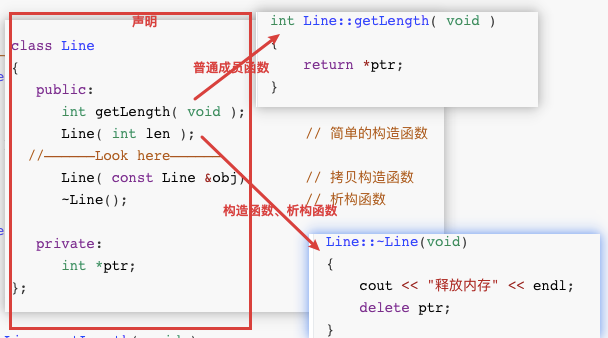 声明
class Line
{
public:
int getLength( void );
Line( int len ); // 简单的构造函数
//——————Look here——————
Line( const Line &obj) // 拷贝构造函数
~Line(); // 析构函数
private:
int *ptr;
};
普通成员函数
int Line::getLength( void )
{
return *ptr;
}
构造函数、析构函数
Line::~Line(void)
{
cout << "释放内存" << endl;
delete ptr;
}